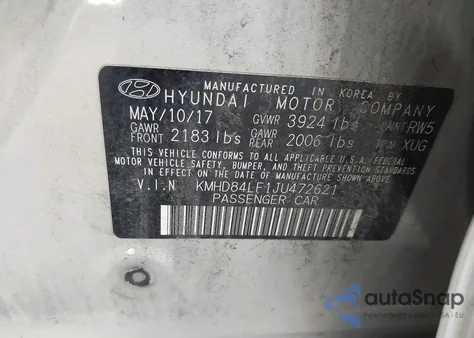 MANUFACTURED IN KOREA BY
HYUNDAI MOTOR COMPANY
MAY/10/17 GVWR 3924 lbs PAINT RW5
GAWR FRONT 2183 lbs GAWR REAR 2006 lbs TRIM XUG
THIS VEHICLE CONFORMS TO ALL APPLICABLE U.S.A. FEDERAL
MOTOR VEHICLE SAFETY, BUMPER, AND THEFT PREVENTION STANDARDS
IN EFFECT ON THE DATE OF MANUFACTURE SHOWN ABOVE.
V.I.N KMHD84LF1JU472621
PASSENGER CAR
autoSnap